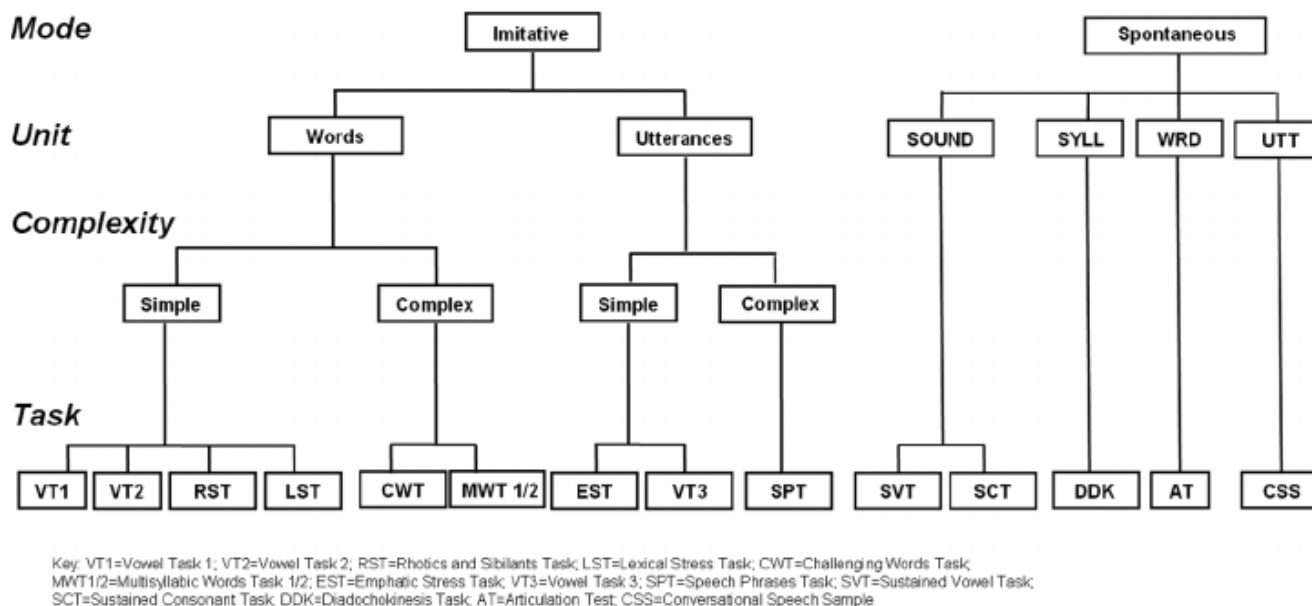 Mode
Imitative Spontaneous
Unit
Words Utterances SOUND SYLL WRD UTT
Complexity
Simple Complex Simple Complex
Task
VT1 VT2 RST LST CWT MWT 1/2 EST VT3 SPT SVT SCT DDK AT CSS
Key: VT1=Vowel Task 1; VT2=Vowel Task 2; RST=Rhotics and Sibilants Task; LST=Lexical Stress Task; CWT=Challenging Words Task;
MWT1/2=Multisyllabic Words Task 1/2; EST=Emphatic Stress Task; VT3=Vowel Task 3; SPT=Speech Phrases Task; SVT=Sustained Vowel Task;
SCT=Sustained Consonant Task; DDK=Diadochokinesis Task; AT=Articulation Test; CSS=Conversational Speech Sample